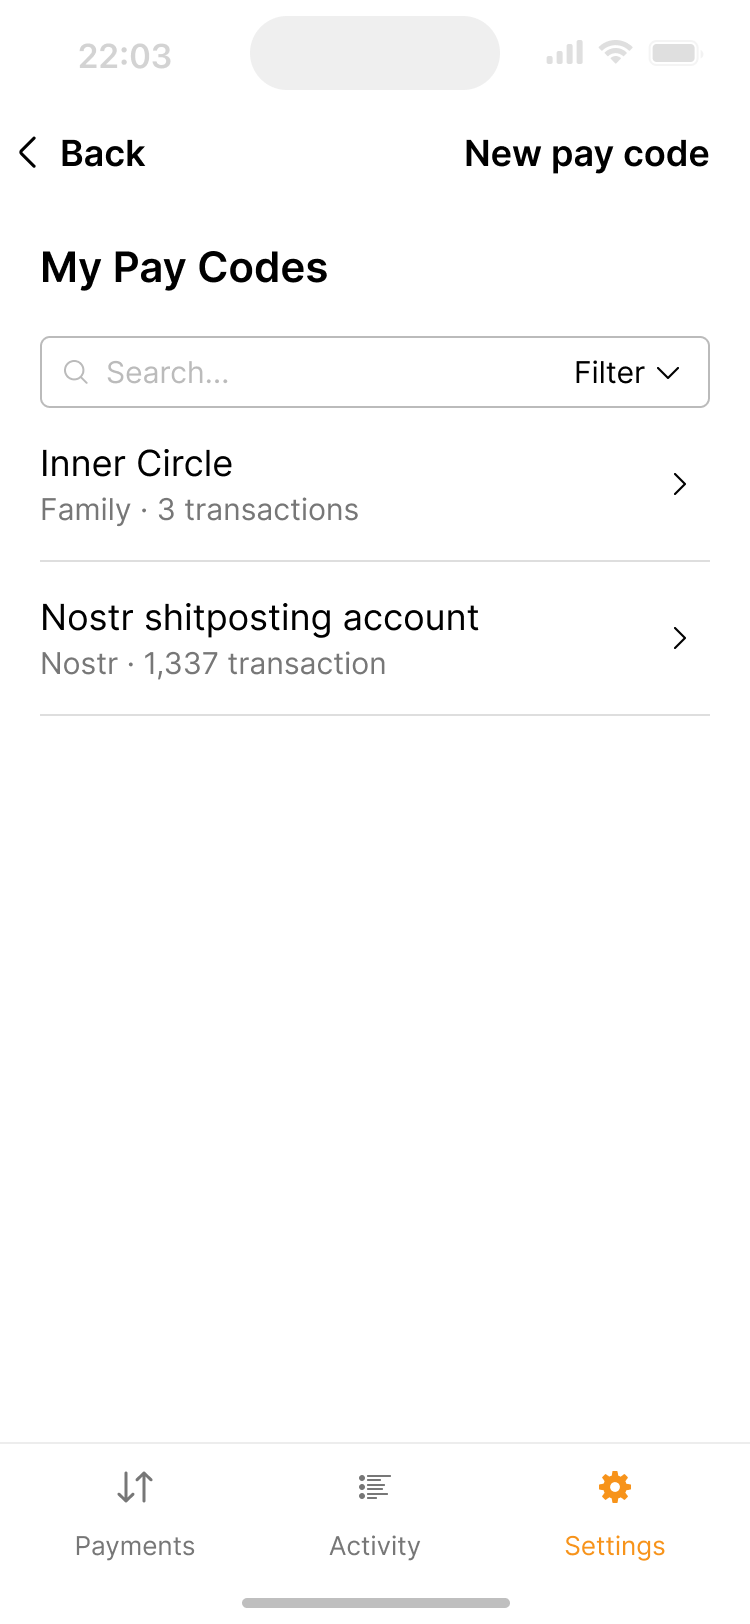 22:03
Back
New pay code
My Pay Codes
Search...
Filter
Inner Circle
Family · 3 transactions
Nostr shitposting account
Nostr · 1,337 transaction
Payments
Activity
Settings